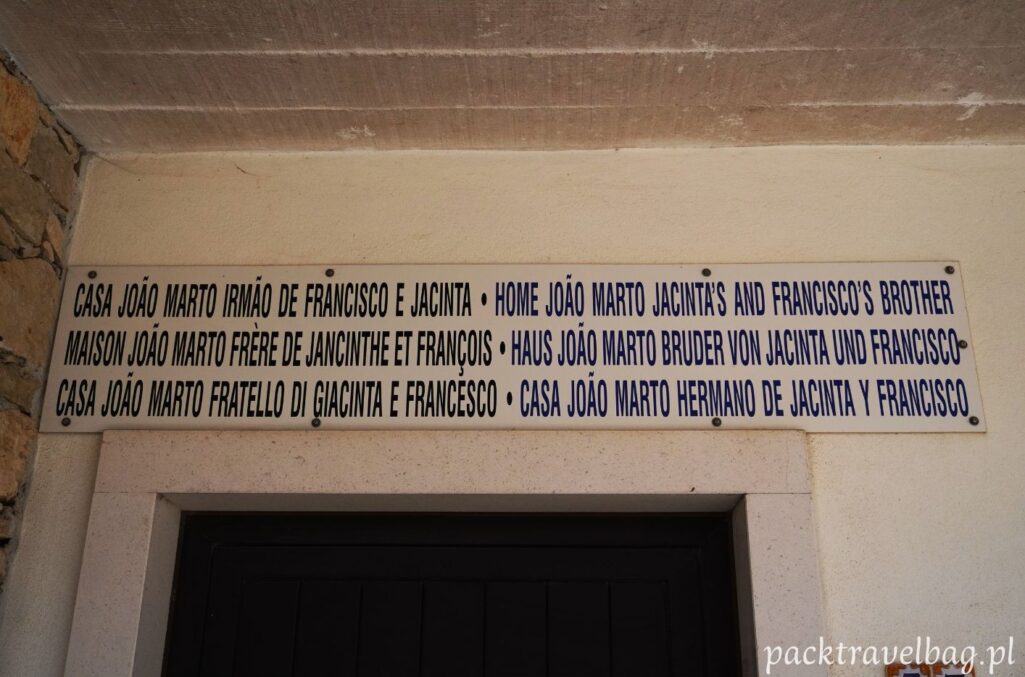 CASA JOÃO MARTO IRMÃO DE FRANCISCO E JACINTA • HOME JOÃO MARTO JACINTA'S AND FRANCISCO'S BROTHER
MAISON JOÃO MARTO FRÈRE DE JANCINTHE ET FRANÇOIS • HAUS JOÃO MARTO BRUDER VON JACINTA UND FRANCISCO
CASA JOÃO MARTO FRATELLO DI GIACINTA E FRANCESCO • CASA JOÃO MARTO HERMANO DE JACINTA Y FRANCISCO
packtravelbag.pl